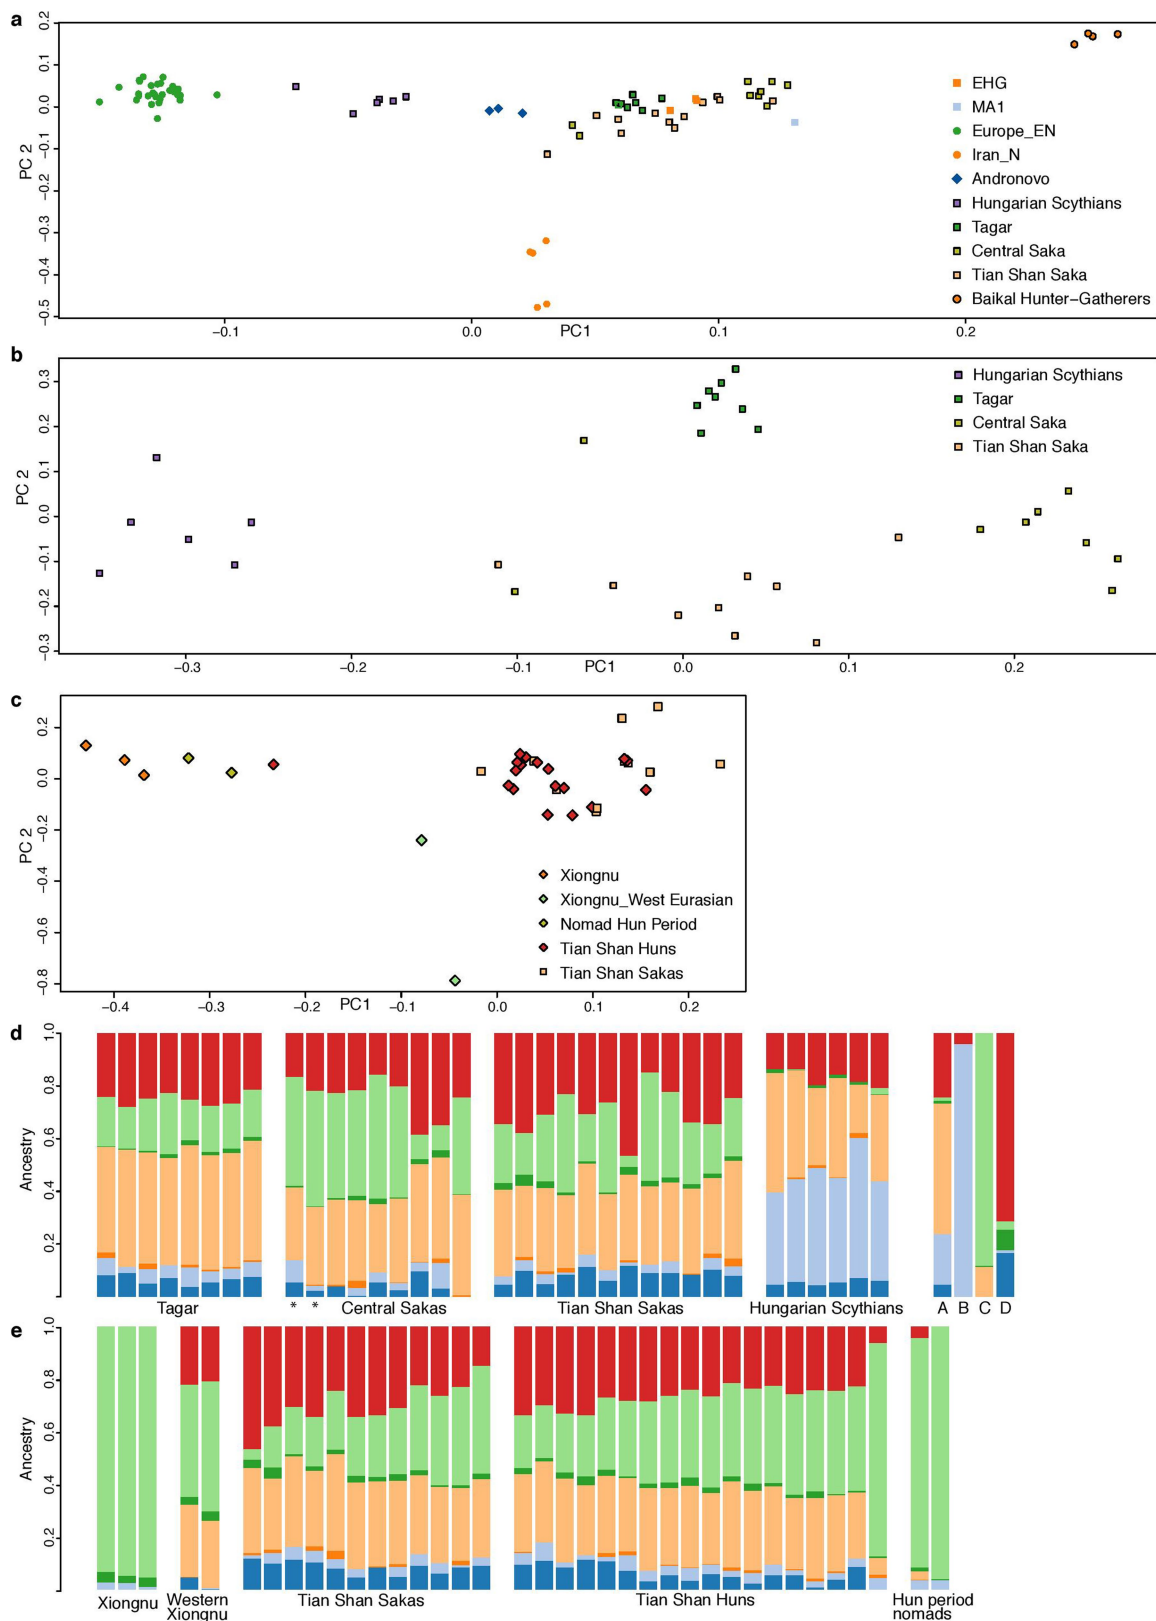 a
0.2
0.1
0.0
−0.1
−0.2
−0.3
−0.4
−0.5
PC 2
−0.1
0.0
PC1
0.1
0.2
EHG
MA1
Europe_EN
Iran_N
Andronovo
Hungarian Scythians
Tagar
Central Saka
Tian Shan Saka
Baikal Hunter−Gatherers
b
0.3
0.2
0.1
0.0
−0.1
−0.2
−0.3
PC 2
−0.3
−0.2
−0.1
PC1
0.0
0.1
0.2
Hungarian Scythians
Tagar
Central Saka
Tian Shan Saka
c
0.2
0.0
−0.2
−0.4
−0.6
−0.8
PC 2
−0.4
−0.3
−0.2
PC1
−0.1
0.0
0.1
0.2
Xiongnu
Xiongnu_West Eurasian
Nomad Hun Period
Tian Shan Huns
Tian Shan Sakas
d
1.0
0.8
0.6
0.4
0.2
Ancestry
Tagar
* * Central Sakas
Tian Shan Sakas
Hungarian Scythians
A B C D
e
1.0
0.8
0.6
0.4
0.2
Ancestry
Xiongnu
Western
Xiongnu
Tian Shan Sakas
Tian Shan Huns
Hun period
nomads